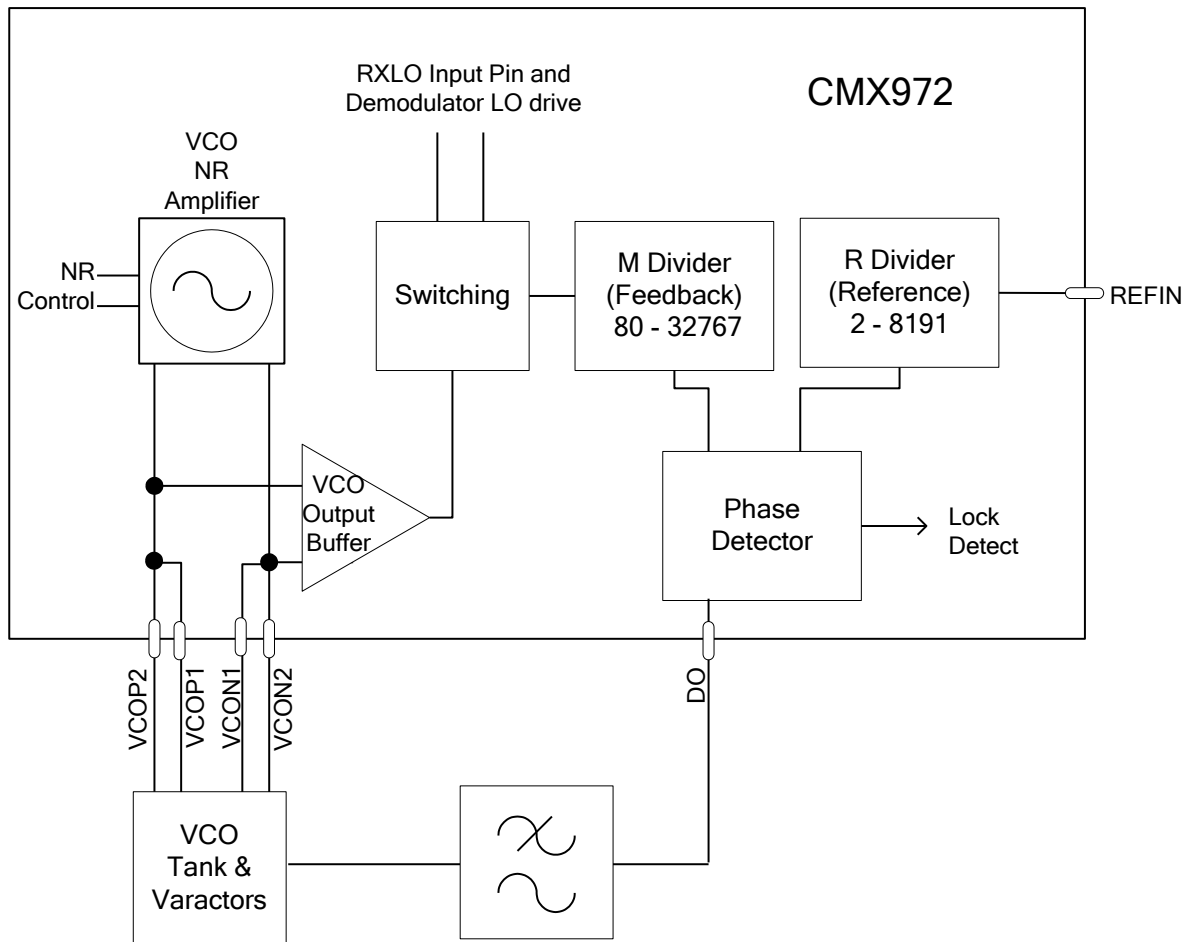 CMX972
RXLO Input Pin and
Demodulator LO drive
VCO
NR
Amplifier
NR
Control
Switching
M Divider
(Feedback)
80 - 32767
R Divider
(Reference)
2 - 8191
REFIN
VCO
Output
Buffer
Phase
Detector
Lock
Detect
VCOP2
VCOP1
VCON1
VCON2
DO
VCO
Tank &
Varactors